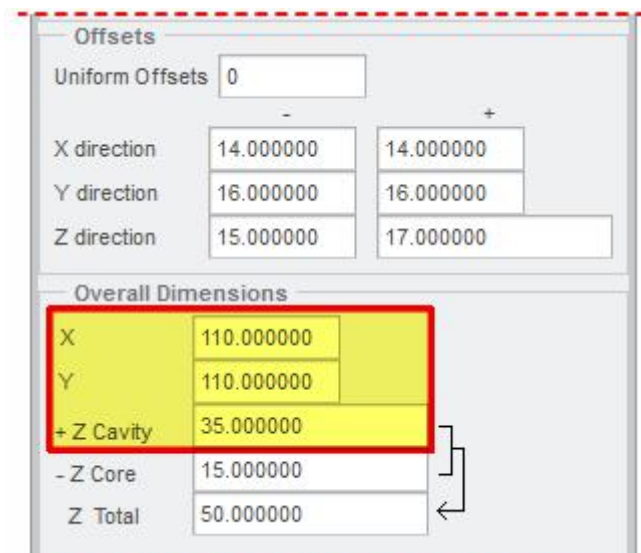 Offsets
Uniform Offsets 0
- +
X direction 14.000000 14.000000
Y direction 16.000000 16.000000
Z direction 15.000000 17.000000
Overall Dimensions
X 110.000000
Y 110.000000
+ Z Cavity 35.000000
- Z Core 15.000000
Z Total 50.000000